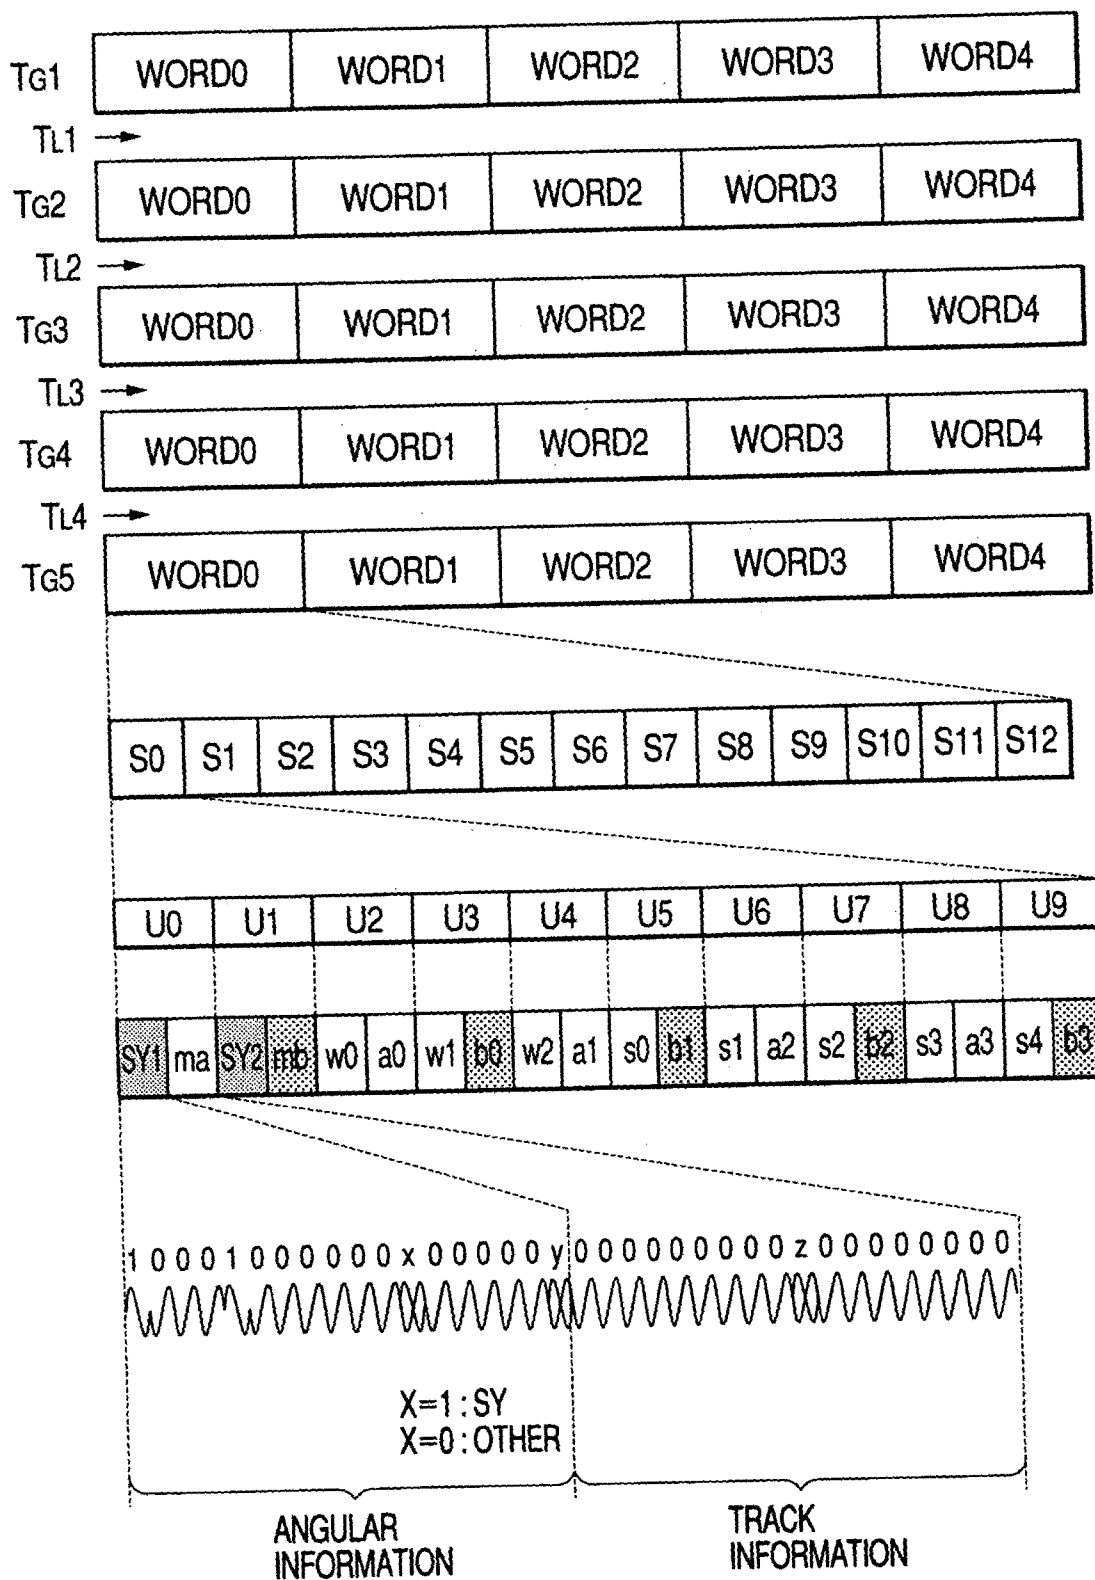 TG1 WORD0 WORD1 WORD2 WORD3 WORD4
TL1
TG2 WORD0 WORD1 WORD2 WORD3 WORD4
TL2
TG3 WORD0 WORD1 WORD2 WORD3 WORD4
TL3
TG4 WORD0 WORD1 WORD2 WORD3 WORD4
TL4
TG5 WORD0 WORD1 WORD2 WORD3 WORD4
S0 S1 S2 S3 S4 S5 S6 S7 S8 S9 S10 S11 S12
U0 U1 U2 U3 U4 U5 U6 U7 U8 U9
SY1 ma SY2 mb w0 a0 w1 b0 w2 a1 s0 b1 s1 a2 s2 b2 s3 a3 s4 b3
1 0 0 0 1 0 0 0 0 0 0 x 0 0 0 0 0 y 0 0 0 0 0 0 0 0 0 z 0 0 0 0 0 0 0 0
X=1 : SY
X=0 : OTHER
ANGULAR
INFORMATION
TRACK
INFORMATION